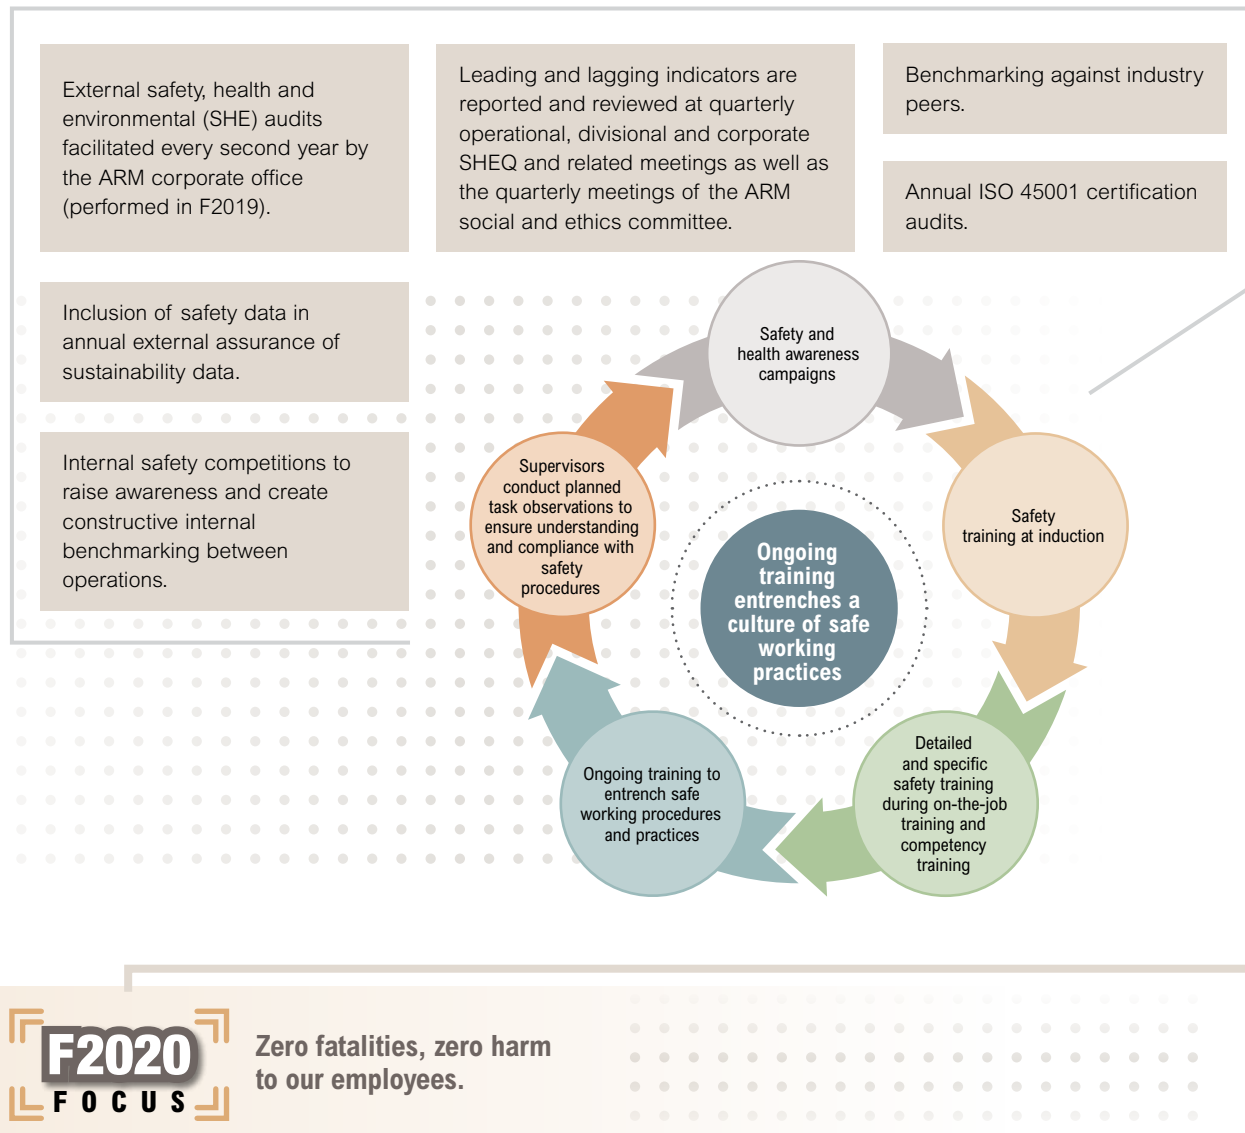 External safety, health and
environmental (SHE) audits
facilitated every second year by
the ARM corporate office
(performed in F2019).
Leading and lagging indicators are
reported and reviewed at quarterly
operational, divisional and corporate
SHEQ and related meetings as well as
the quarterly meetings of the ARM
social and ethics committee.
Benchmarking against industry
peers.
Annual ISO 45001 certification
audits.
Inclusion of safety data in
annual external assurance of
sustainability data.
Internal safety competitions to
raise awareness and create
constructive internal
benchmarking between
operations.
Safety and
health awareness
campaigns
Safety
training at induction
Detailed
and specific
safety training
during on-the-job
training and
competency
training
Ongoing training to
entrench safe
working procedures
and practices
Supervisors
conduct planned
task observations to
ensure understanding
and compliance with
safety
procedures
Ongoing
training
entrenches a
culture of safe
working
practices
F2020
FOCUS
Zero fatalities, zero harm
to our employees.